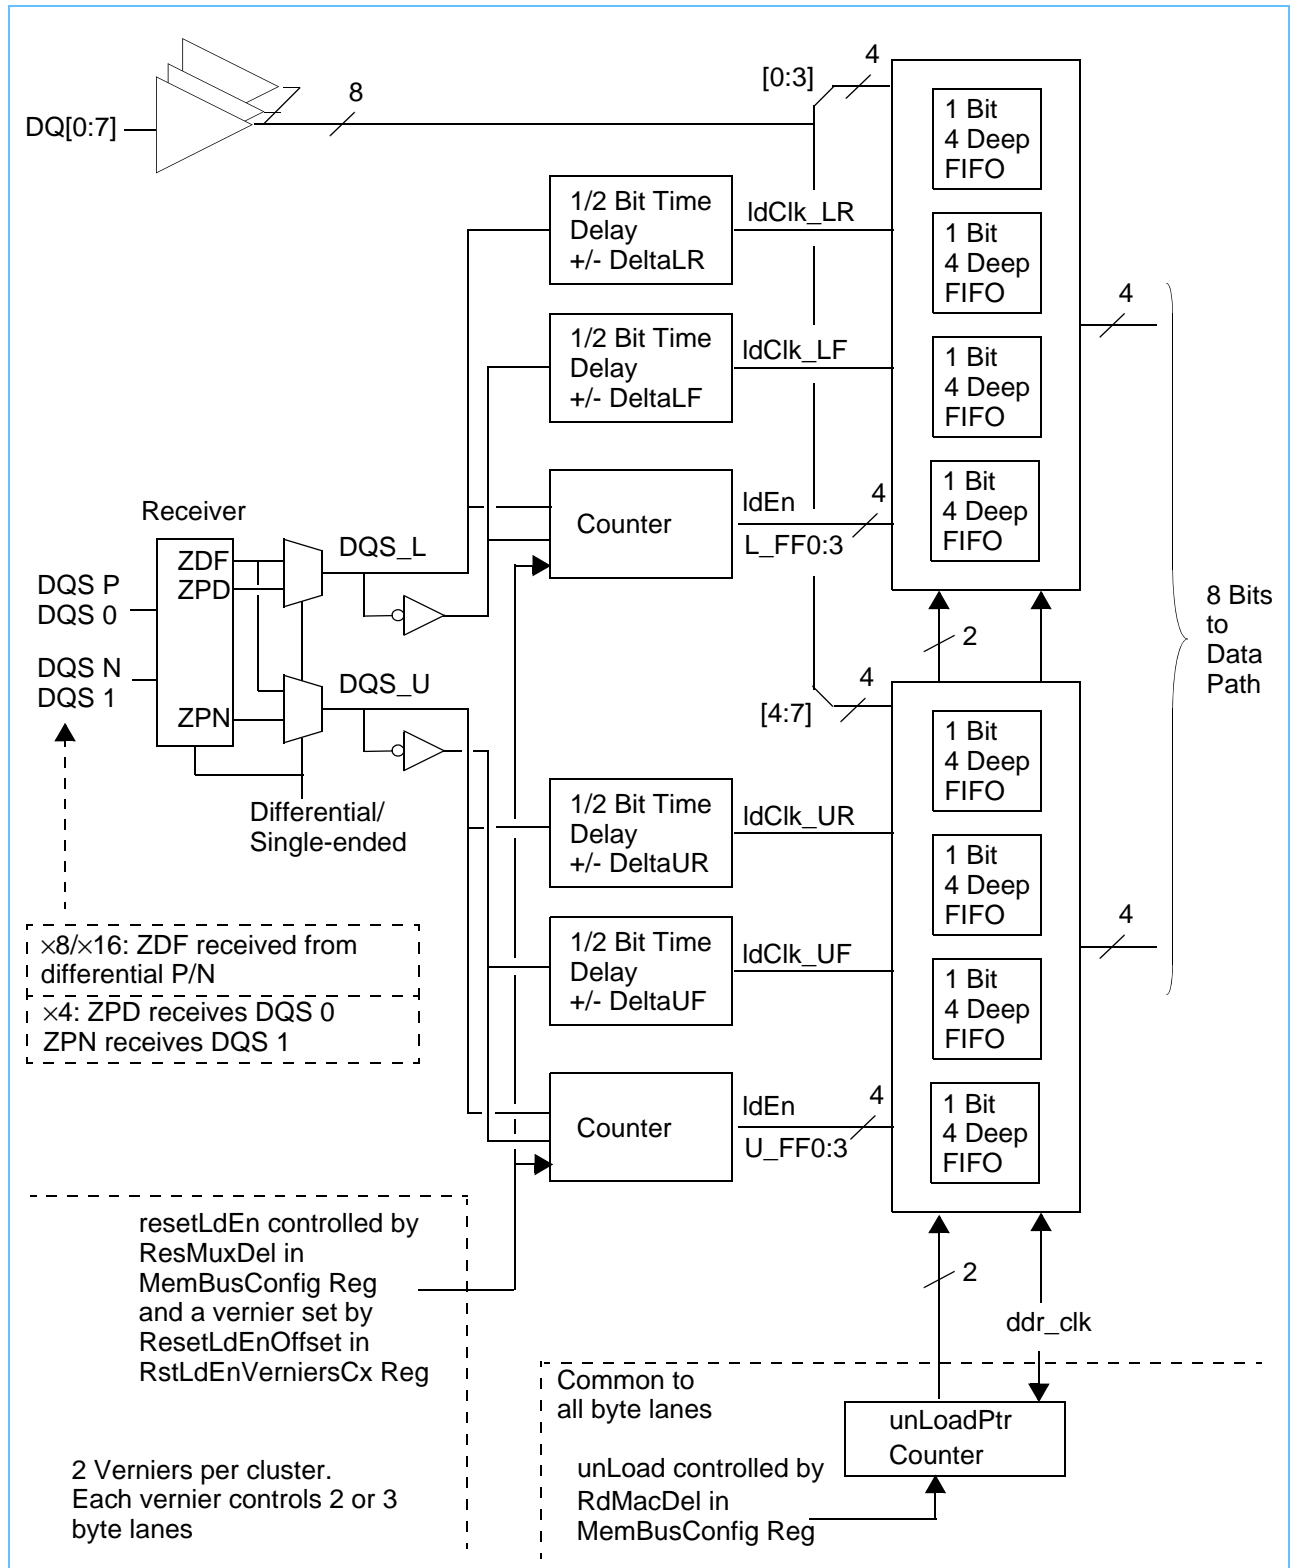 DQ[0:7]
8
[0:3]
4
1 Bit
4 Deep
FIFO
1/2 Bit Time
Delay
+/- DeltaLR
ldClk_LR
1 Bit
4 Deep
FIFO
4
1/2 Bit Time
Delay
+/- DeltaLF
ldClk_LF
1 Bit
4 Deep
FIFO
Counter
ldEn
L_FF0:3
4
1 Bit
4 Deep
FIFO
Receiver
ZDF
ZPD
ZPN
DQS P
DQS 0
DQS N
DQS 1
DQS_L
DQS_U
Differential/
Single-ended
2
8 Bits
to
Data
Path
[4:7]
4
1 Bit
4 Deep
FIFO
1/2 Bit Time
Delay
+/- DeltaUR
ldClk_UR
1 Bit
4 Deep
FIFO
4
1/2 Bit Time
Delay
+/- DeltaUF
ldClk_UF
1 Bit
4 Deep
FIFO
×8/×16: ZDF received from
differential P/N
×4: ZPD receives DQS 0
ZPN receives DQS 1
Counter
ldEn
U_FF0:3
4
1 Bit
4 Deep
FIFO
resetLdEn controlled by
ResMuxDel in
MemBusConfig Reg
and a vernier set by
ResetLdEnOffset in
RstLdEnVerniersCx Reg
2
ddr_clk
Common to
all byte lanes
unLoadPtr
Counter
2 Verniers per cluster.
Each vernier controls 2 or 3
byte lanes
unLoad controlled by
RdMacDel in
MemBusConfig Reg